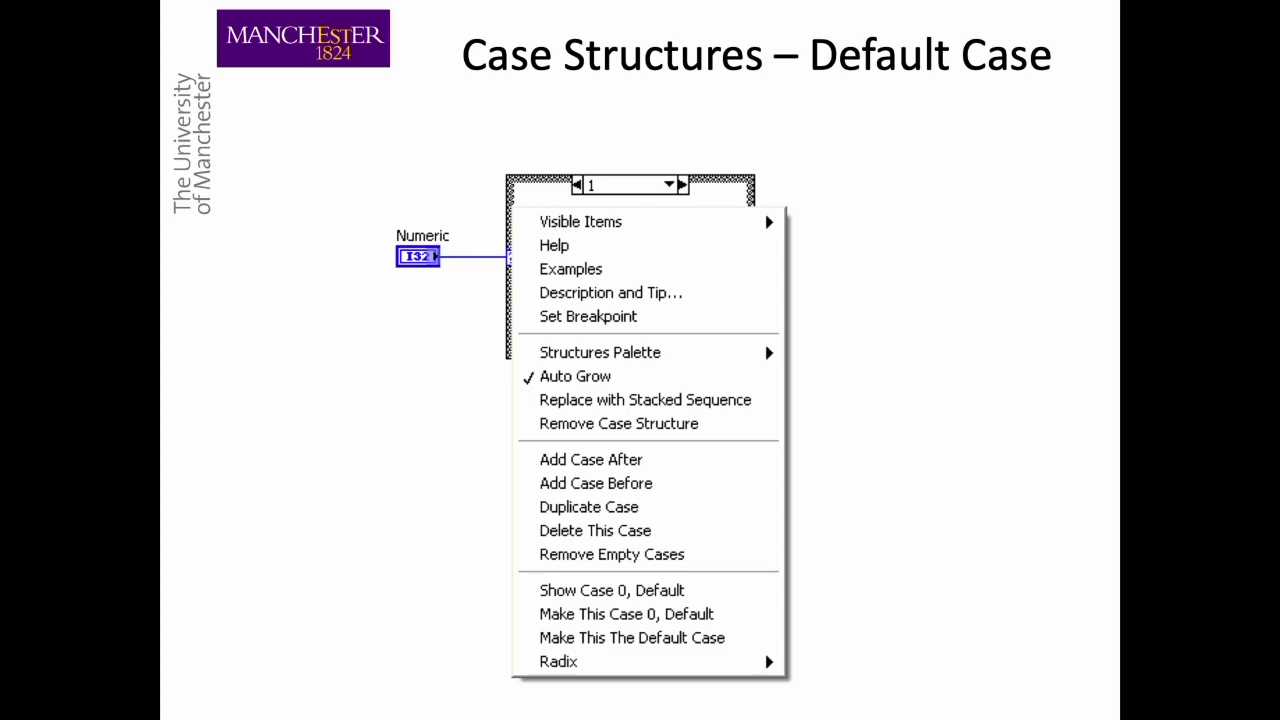 MANCHESTER
1824
The University
of Manchester
Case Structures – Default Case
1
Numeric
I32
Visible Items
Help
Examples
Description and Tip...
Set Breakpoint
Structures Palette
Auto Grow
Replace with Stacked Sequence
Remove Case Structure
Add Case After
Add Case Before
Duplicate Case
Delete This Case
Remove Empty Cases
Show Case 0, Default
Make This Case 0, Default
Make This The Default Case
Radix